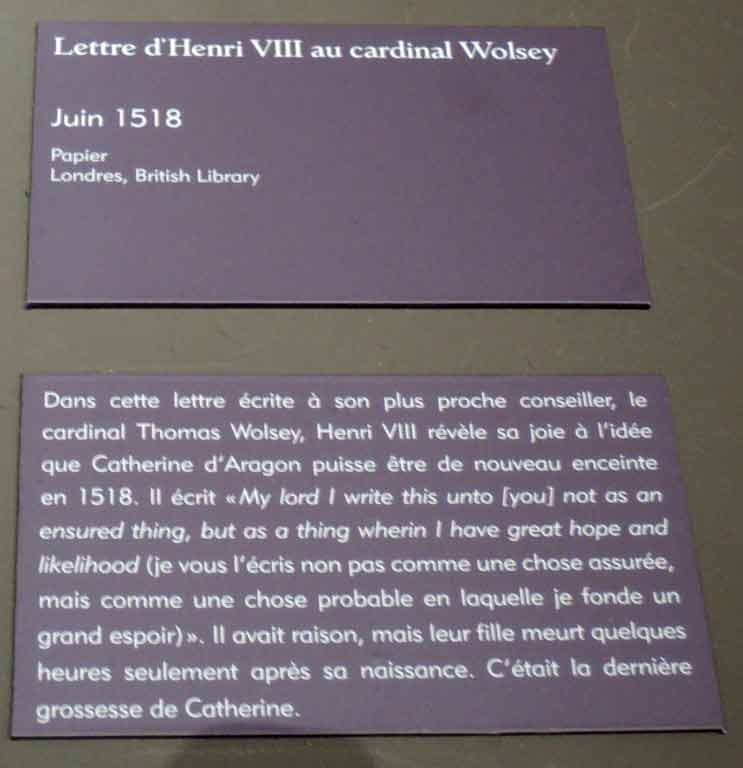 Lettre d'Henri VIII au cardinal Wolsey
Juin 1518
Papier
Londres, British Library
Dans cette lettre écrite à son plus proche conseiller, le
cardinal Thomas Wolsey, Henri VIII révèle sa joie à l'idée
que Catherine d'Aragon puisse être de nouveau enceinte
en 1518. Il écrit « My lord I write this unto [you] not as an
ensured thing, but as a thing wherin I have great hope and
likelihood (je vous l'écris non pas comme une chose assurée,
mais comme une chose probable en laquelle je fonde un
grand espoir) ». Il avait raison, mais leur fille meurt quelques
heures seulement après sa naissance. C'était la dernière
grossesse de Catherine.